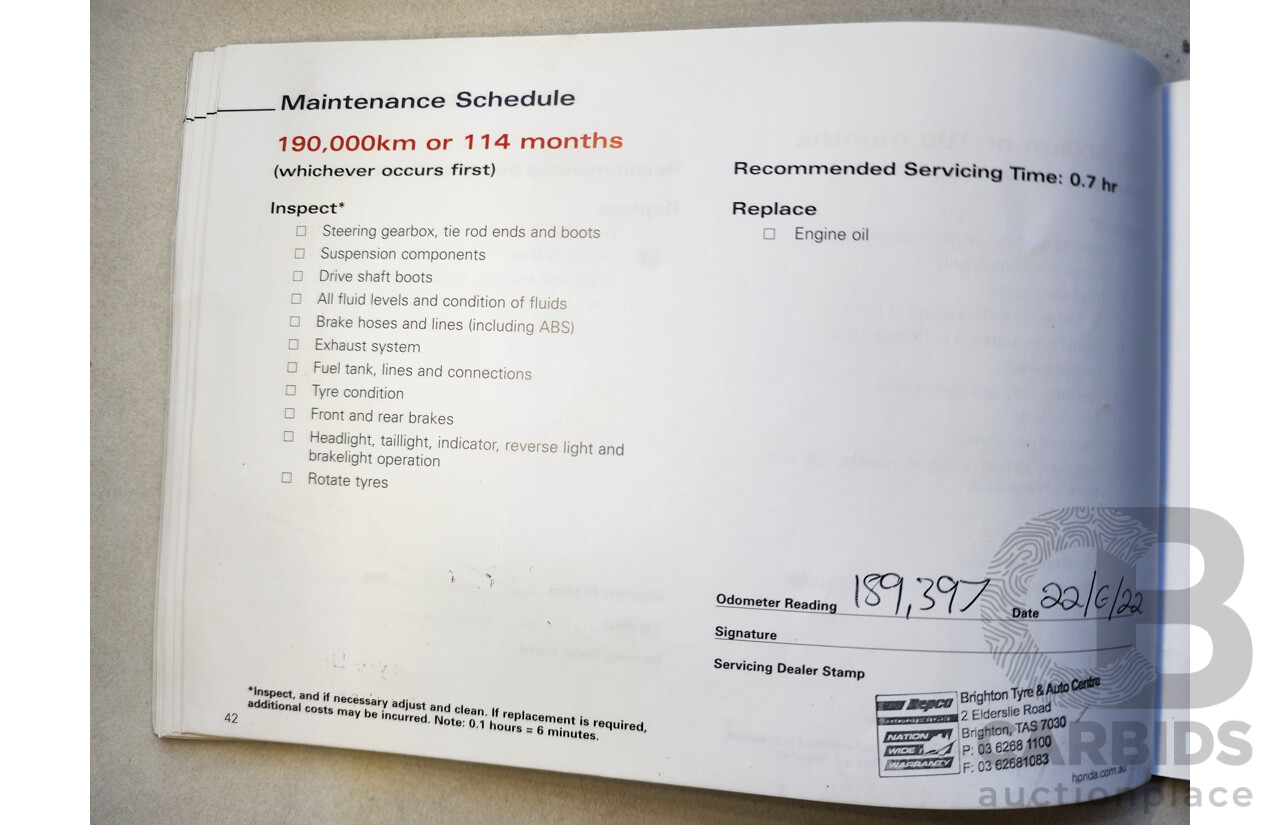 Maintenance Schedule
190,000km or 114 months
(whichever occurs first)
Inspect*
Steering gearbox, tie rod ends and boots
Suspension components
Drive shaft boots
All fluid levels and condition of fluids
Brake hoses and lines (including ABS)
Exhaust system
Fuel tank, lines and connections
Tyre condition
Front and rear brakes
Headlight, taillight, indicator, reverse light and
brakelight operation
Rotate tyres
*Inspect, and if necessary adjust and clean. If replacement is required,
additional costs may be incurred. Note: 0.1 hours = 6 minutes.
42
Recommended Servicing Time: 0.7 hr
Replace
Engine oil
Odometer Reading 189,397 Date 22/6/22
Signature
Servicing Dealer Stamp
Repco
NATION
WIDE
WARRANTY
Brighton Tyre & Auto Centre
2 Elderslie Road
Brighton, TAS 7030
P: 03 6268 1100
F: 03 62681083
honda.com.au
CARBIDS
auctionplace